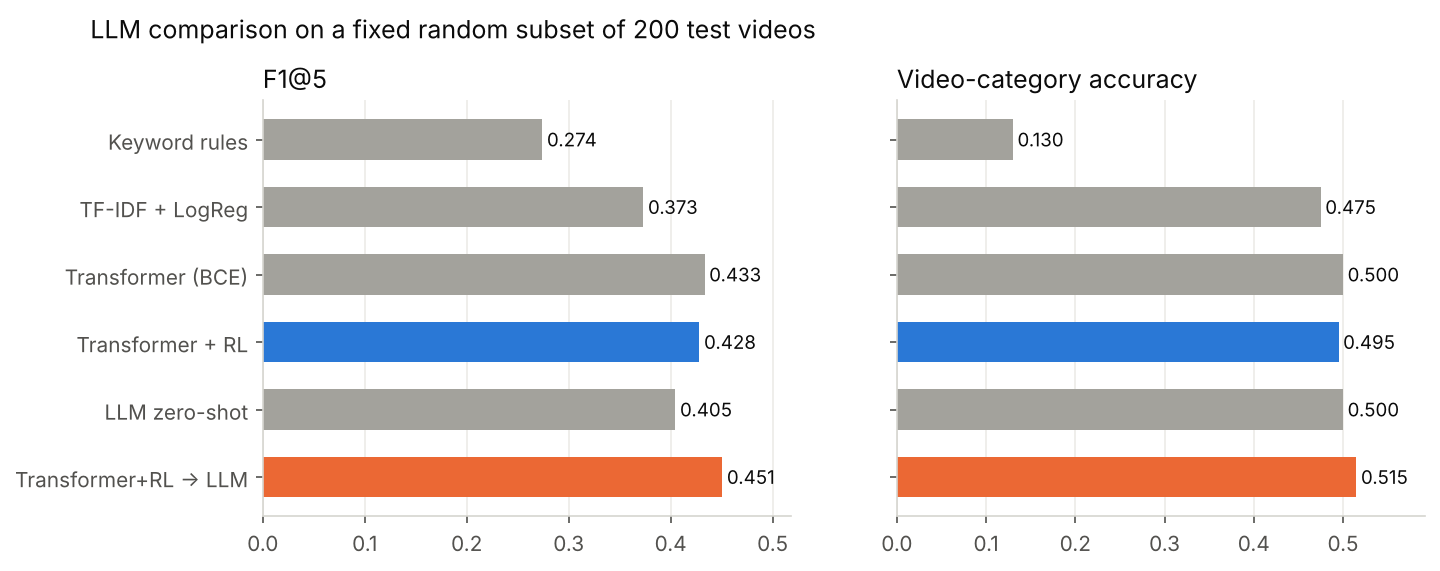 LLM comparison on a fixed random subset of 200 test videos
F1@5
Keyword rules
0.274
TF-IDF + LogReg
0.373
Transformer (BCE)
0.433
Transformer + RL
0.428
LLM zero-shot
0.405
Transformer+RL → LLM
0.451
0.0 0.1 0.2 0.3 0.4 0.5
Video-category accuracy
0.130
0.475
0.500
0.495
0.500
0.515
0.0 0.1 0.2 0.3 0.4 0.5